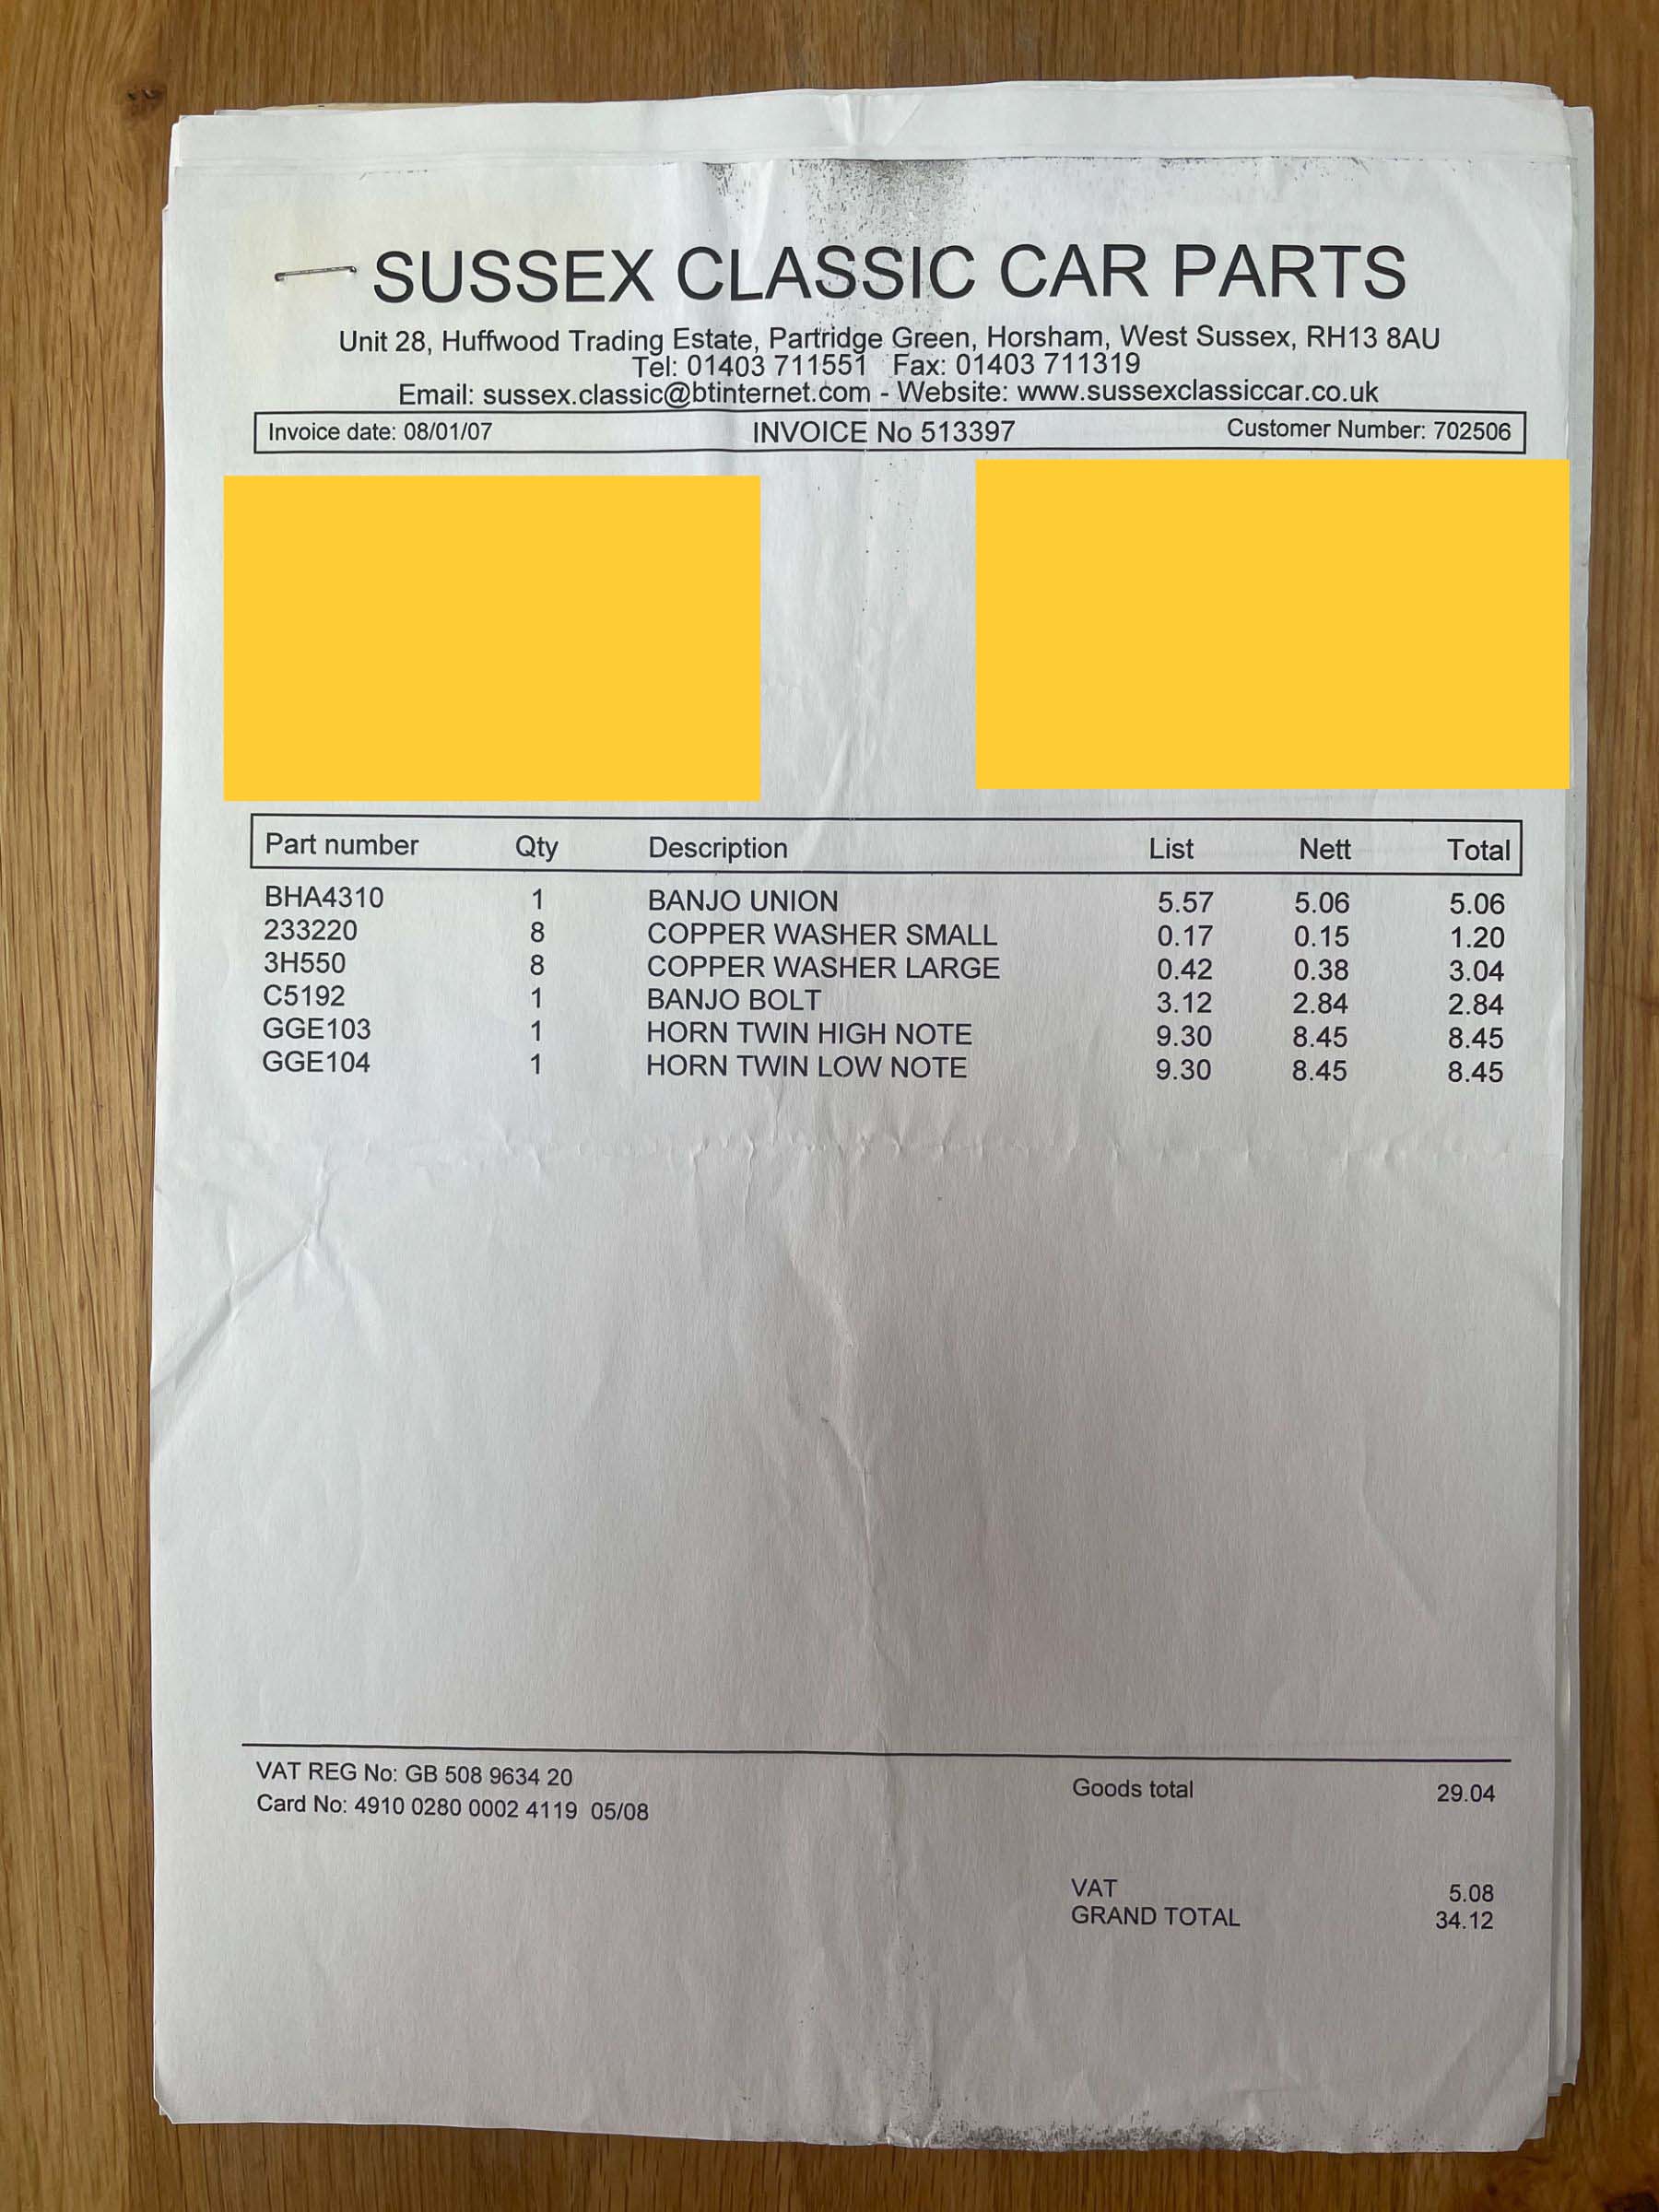 SUSSEX CLASSIC CAR PARTS
Unit 28, Huffwood Trading Estate, Partridge Green, Horsham, West Sussex, RH13 8AU
Tel: 01403 711551 Fax: 01403 711319
Email: sussex.classic@btinternet.com - Website: www.sussexclassiccar.co.uk
Invoice date: 08/01/07 INVOICE No 513397 Customer Number: 702506
Part number Qty Description List Nett Total
BHA4310 1 BANJO UNION 5.57 5.06 5.06
233220 8 COPPER WASHER SMALL 0.17 0.15 1.20
3H550 8 COPPER WASHER LARGE 0.42 0.38 3.04
C5192 1 BANJO BOLT 3.12 2.84 2.84
GGE103 1 HORN TWIN HIGH NOTE 9.30 8.45 8.45
GGE104 1 HORN TWIN LOW NOTE 9.30 8.45 8.45
VAT REG No: GB 508 9634 20
Card No: 4910 0280 0002 4119 05/08
Goods total 29.04
VAT 5.08
GRAND TOTAL 34.12